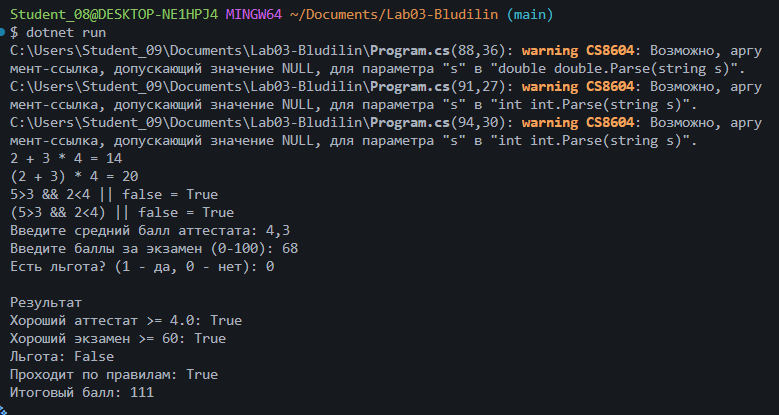 Student_08@DESKTOP-NE1HPJ4 MINGW64 ~/Documents/Lab03-Bludilin (main)
$ dotnet run
C:\Users\Student_09\Documents\Lab03-Bludilin\Program.cs(88,36): warning CS8604: Возможно, аргу
мент-ссылка, допускающий значение NULL, для параметра "s" в "double double.Parse(string s)".
C:\Users\Student_09\Documents\Lab03-Bludilin\Program.cs(91,27): warning CS8604: Возможно, аргу
мент-ссылка, допускающий значение NULL, для параметра "s" в "int int.Parse(string s)".
C:\Users\Student_09\Documents\Lab03-Bludilin\Program.cs(94,30): warning CS8604: Возможно, аргу
мент-ссылка, допускающий значение NULL, для параметра "s" в "int int.Parse(string s)".
2 + 3 * 4 = 14
(2 + 3) * 4 = 20
5>3 && 2<4 || false = True
(5>3 && 2<4) || false = True
Введите средний балл аттестата: 4,3
Введите баллы за экзамен (0-100): 68
Есть льгота? (1 - да, 0 - нет): 0

Результат
Хороший аттестат >= 4.0: True
Хороший экзамен >= 60: True
Льгота: False
Проходит по правилам: True
Итоговый балл: 111